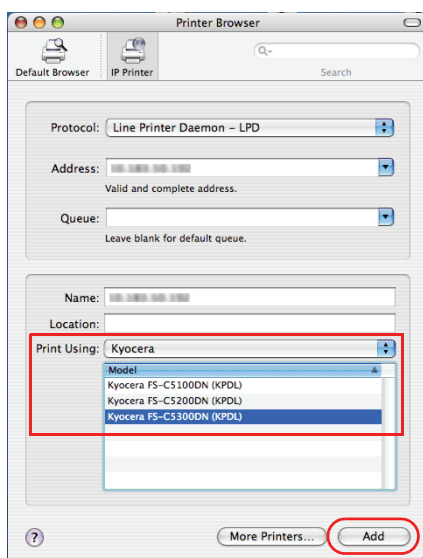 Printer Browser
Default Browser
IP Printer
Search
Protocol: Line Printer Daemon – LPD
Address:
Valid and complete address.
Queue:
Leave blank for default queue.
Name:
Location:
Print Using: Kyocera
Model
Kyocera FS-C5100DN (KPDL)
Kyocera FS-C5200DN (KPDL)
Kyocera FS-C5300DN (KPDL)
?
More Printers...
Add